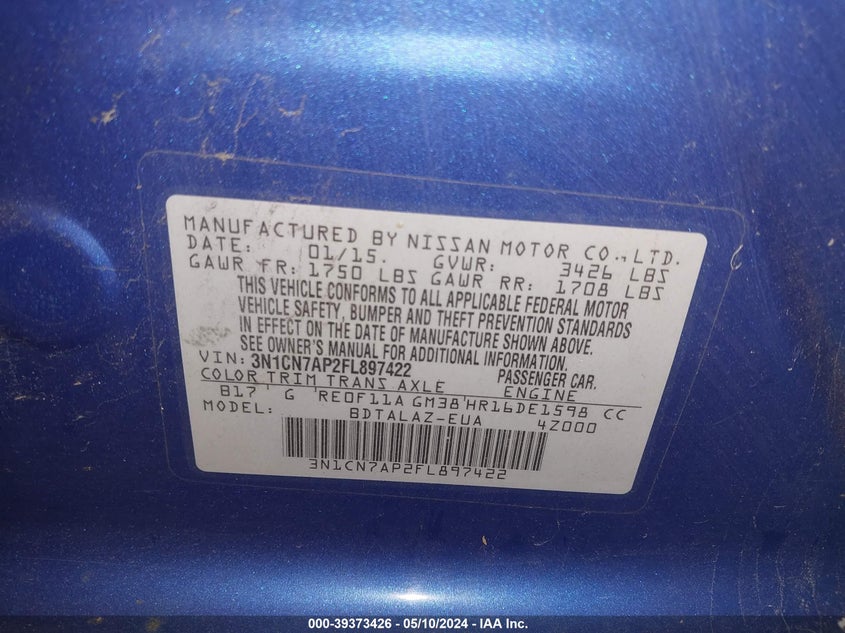 MANUFACTURED BY NISSAN MOTOR CO.,LTD.
DATE: 01/15. GVWR: 3426 LBS
GAWR FR: 1750 LBS GAWR RR: 1708 LBS
THIS VEHICLE CONFORMS TO ALL APPLICABLE FEDERAL MOTOR
VEHICLE SAFETY, BUMPER AND THEFT PREVENTION STANDARDS
IN EFFECT ON THE DATE OF MANUFACTURE SHOWN ABOVE.
SEE OWNER'S MANUAL FOR ADDITIONAL INFORMATION.
VIN: 3N1CN7AP2FL897422 PASSENGER CAR.
COLOR TRIM TRANS AXLE ENGINE
B17' G 'RE0F11A GM38'HR16DE1598 CC
MODEL: BDTALAZ-EUA 4Z000
3N1CN7AP2FL897422
000-39373426 - 05/10/2024 - IAA Inc.